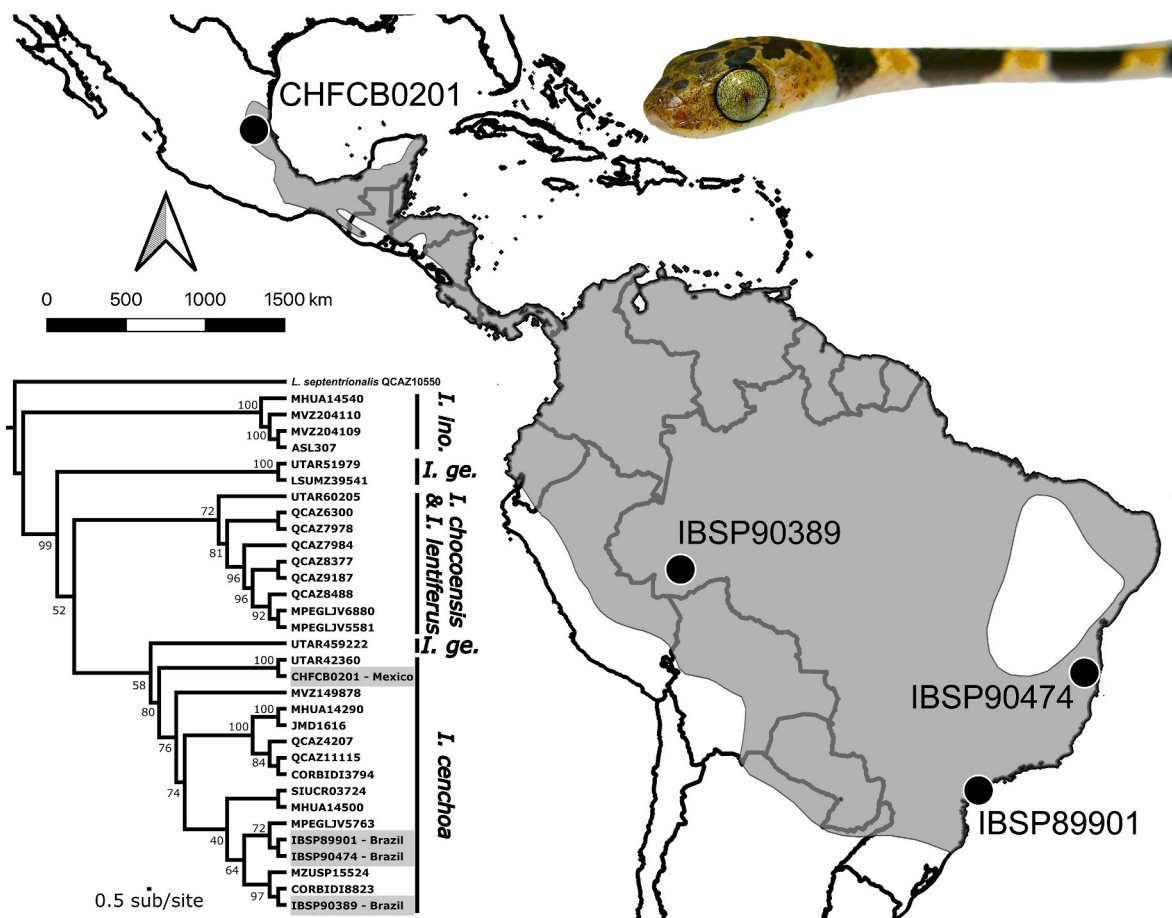 CHFCB0201
0 500 1000 1500 km
IBSP90389
IBSP90474
IBSP89901
L. septentrionalis QCAZ10550
MHUA14540
100
MVZ204110
MVZ204109
100
ASL307
I. ino.
UTAR51979
100
LSUMZ39541
I. ge.
UTAR60205
QCAZ6300
72
QCAZ7978
81
QCAZ7984
QCAZ8377
96
QCAZ9187
96
QCAZ8488
MPEGLJV6880
92
MPEGLJV5581
I. chocoensis
& I. lentiferus
99
52
UTAR459222
I. ge.
UTAR42360
100
CHFCB0201 - Mexico
58
MVZ149878
80
MHUA14290
100
JMD1616
100
QCAZ4207
76
QCAZ11115
84
CORBIDI3794
74
SIUCR03724
MHUA14500
MPEGLJV5763
72
IBSP89901 - Brazil
40
IBSP90474 - Brazil
64
MZUSP15524
CORBIDI8823
97
IBSP90389 - Brazil
I. cenchoa
0.5 sub/site